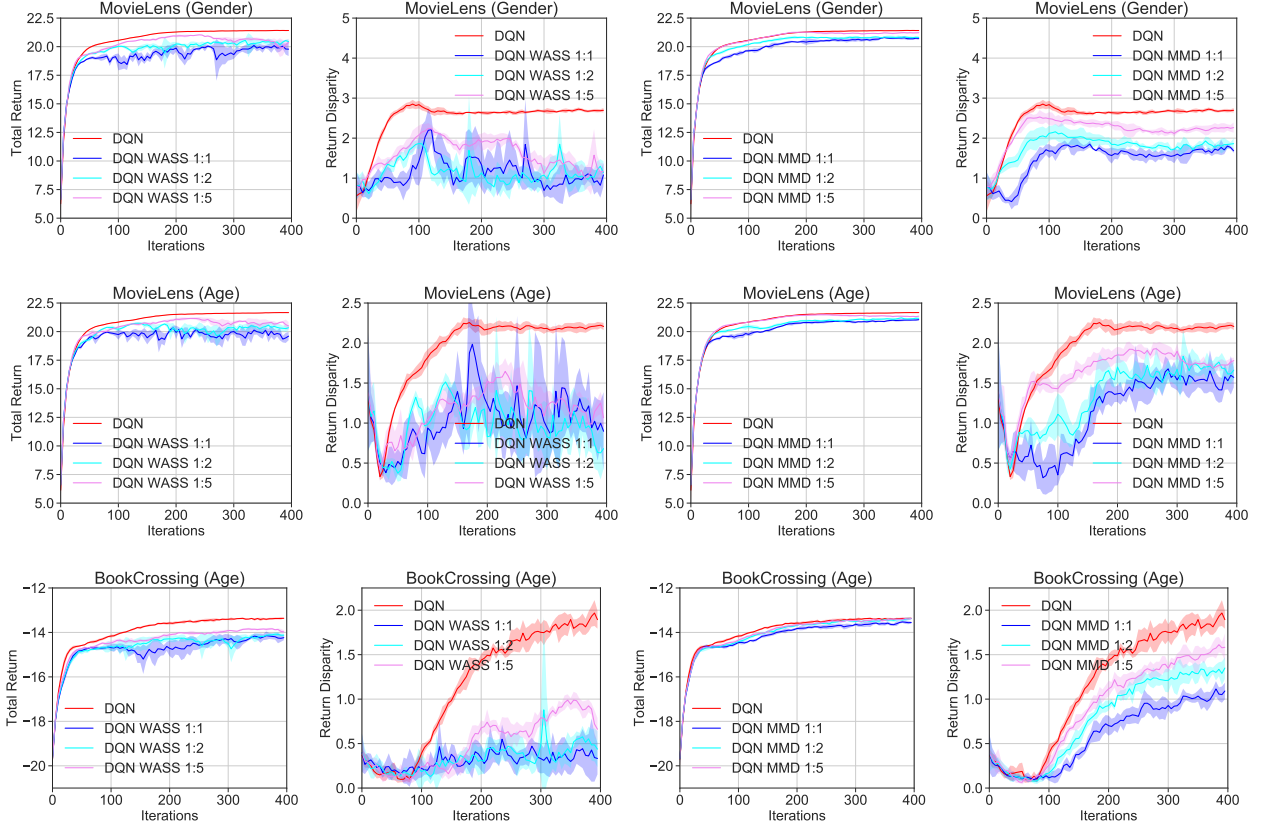 MovieLens (Gender)
22.5
20.0
17.5
15.0
12.5
10.0
7.5
5.0
Total Return
DQN
DQN WASS 1:1
DQN WASS 1:2
DQN WASS 1:5
0 100 200 300 400
Iterations
MovieLens (Gender)
5
4
3
2
1
0
Return Disparity
DQN
DQN WASS 1:1
DQN WASS 1:2
DQN WASS 1:5
0 100 200 300 400
Iterations
MovieLens (Gender)
22.5
20.0
17.5
15.0
12.5
10.0
7.5
5.0
Total Return
DQN
DQN MMD 1:1
DQN MMD 1:2
DQN MMD 1:5
0 100 200 300 400
Iterations
MovieLens (Gender)
5
4
3
2
1
0
Return Disparity
DQN
DQN MMD 1:1
DQN MMD 1:2
DQN MMD 1:5
0 100 200 300 400
Iterations
MovieLens (Age)
22.5
20.0
17.5
15.0
12.5
10.0
7.5
5.0
Total Return
DQN
DQN WASS 1:1
DQN WASS 1:2
DQN WASS 1:5
0 100 200 300 400
Iterations
MovieLens (Age)
2.5
2.0
1.5
1.0
0.5
0.0
Return Disparity
DQN
DQN WASS 1:1
DQN WASS 1:2
DQN WASS 1:5
0 100 200 300 400
Iterations
MovieLens (Age)
22.5
20.0
17.5
15.0
12.5
10.0
7.5
5.0
Total Return
DQN
DQN MMD 1:1
DQN MMD 1:2
DQN MMD 1:5
0 100 200 300 400
Iterations
MovieLens (Age)
2.5
2.0
1.5
1.0
0.5
0.0
Return Disparity
DQN
DQN MMD 1:1
DQN MMD 1:2
DQN MMD 1:5
0 100 200 300 400
Iterations
BookCrossing (Age)
−12
−14
−16
−18
−20
Total Return
DQN
DQN WASS 1:1
DQN WASS 1:2
DQN WASS 1:5
0 100 200 300 400
Iterations
BookCrossing (Age)
2.0
1.5
1.0
0.5
0.0
Return Disparity
DQN
DQN WASS 1:1
DQN WASS 1:2
DQN WASS 1:5
0 100 200 300 400
Iterations
BookCrossing (Age)
−12
−14
−16
−18
−20
Total Return
DQN
DQN MMD 1:1
DQN MMD 1:2
DQN MMD 1:5
0 100 200 300 400
Iterations
BookCrossing (Age)
2.0
1.5
1.0
0.5
0.0
Return Disparity
DQN
DQN MMD 1:1
DQN MMD 1:2
DQN MMD 1:5
0 100 200 300 400
Iterations